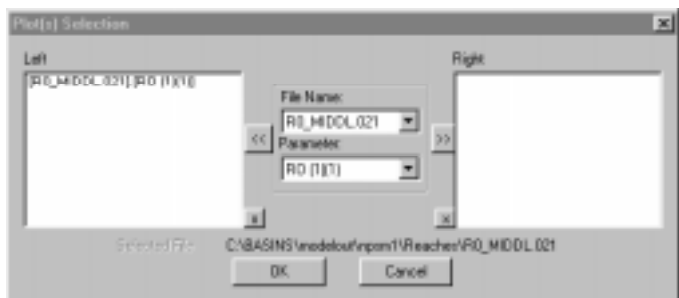 Plot(s) Selection
Left
Right
[R0_MIDDL.021]:[RO (1)(1)]
File Name:
R0_MIDDL.021
<<
>>
Parameter:
RO (1)(1)
x
x
Selected File: C:\BASINS\modelout\npsm1\Reaches\R0_MIDDL.021
OK
Cancel